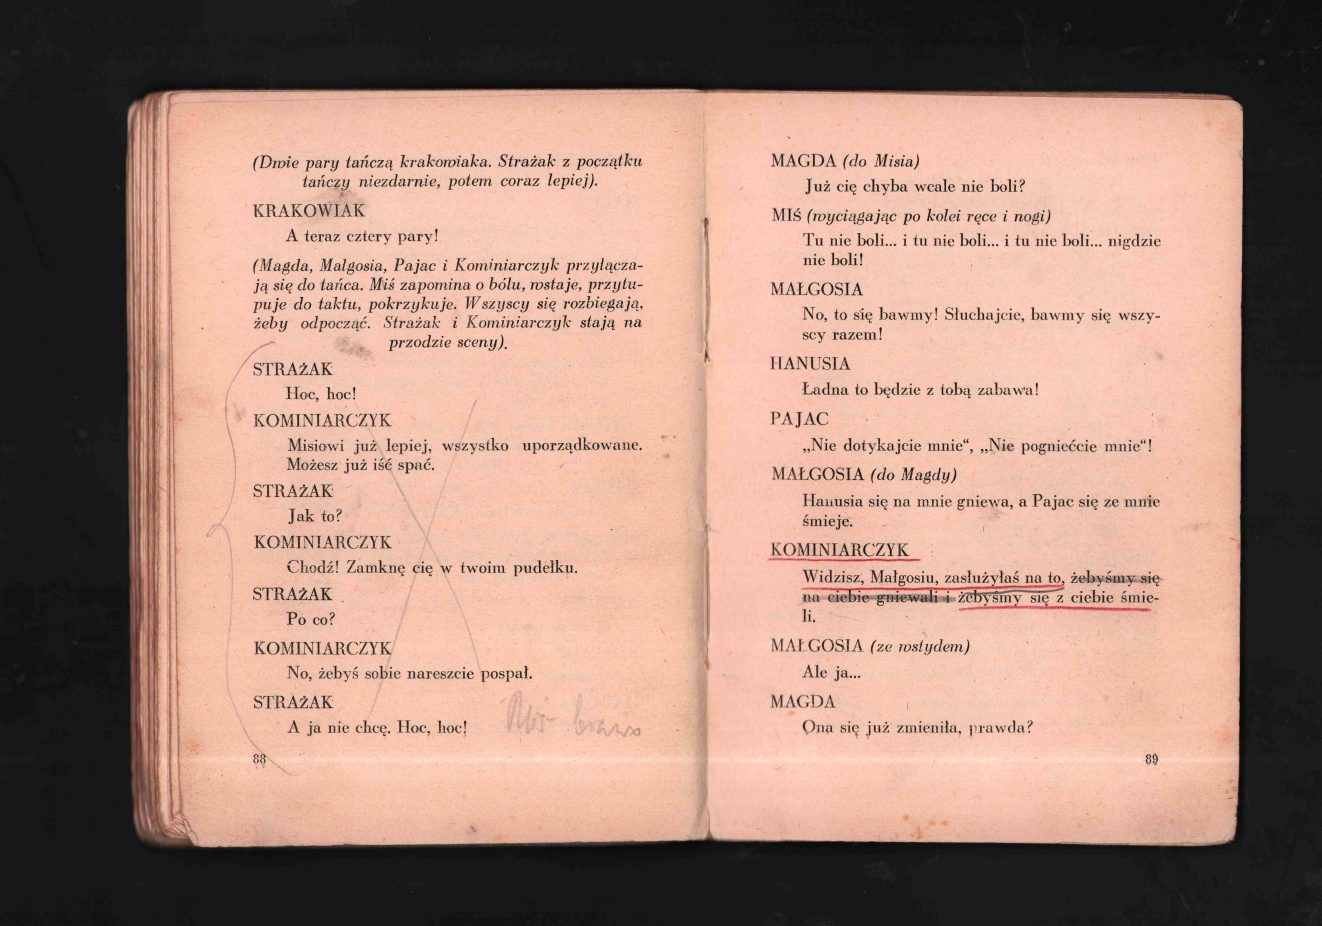 (Dwie pary tańczą krakowiaka. Strażak z początku
tańczy niezdarnie, potem coraz lepiej).
KRAKOWIAK
A teraz cztery pary!
(Magda, Małgosia, Pajac i Kominiarczyk przyłącza-
ją się do tańca. Miś zapomina o bólu, wstaje, przytu-
puje do taktu, pokrzykuje. Wszyscy się rozbiegają,
żeby odpocząć. Strażak i Kominiarczyk stają na
przodzie sceny).
STRAŻAK
Hoc, hoc!
KOMINIARCZYK
Misiowi już lepiej, wszystko uporządkowane.
Możesz już iść spać.
STRAŻAK
Jak to?
KOMINIARCZYK
Chodź! Zamknę cię w twoim pudełku.
STRAŻAK
Po co?
KOMINIARCZYK
No, żebyś sobie nareszcie pospał.
STRAŻAK
A ja nie chcę. Hoc, hoc!
88
MAGDA (do Misia)
Już cię chyba wcale nie boli?
MIŚ (wyciągając po kolei ręce i nogi)
Tu nie boli... i tu nie boli... i tu nie boli... nigdzie
nie boli!
MAŁGOSIA
No, to się bawmy! Słuchajcie, bawmy się wszy-
scy razem!
HANUSIA
Ładna to będzie z tobą zabawa!
PAJAC
„Nie dotykajcie mnie“, „Nie pogniećcie mnie“!
MAŁGOSIA (do Magdy)
Hanusia się na mnie gniewa, a Pajac się ze mnie
śmieje.
KOMINIARCZYK
Widzisz, Małgosiu, zasłużyłaś na to, żebyśmy się
na ciebie gniewali i żebyśmy się z ciebie śmie-
li.
MAŁGOSIA (ze wstydem)
Ale ja...
MAGDA
Ona się już zmieniła, prawda?
89